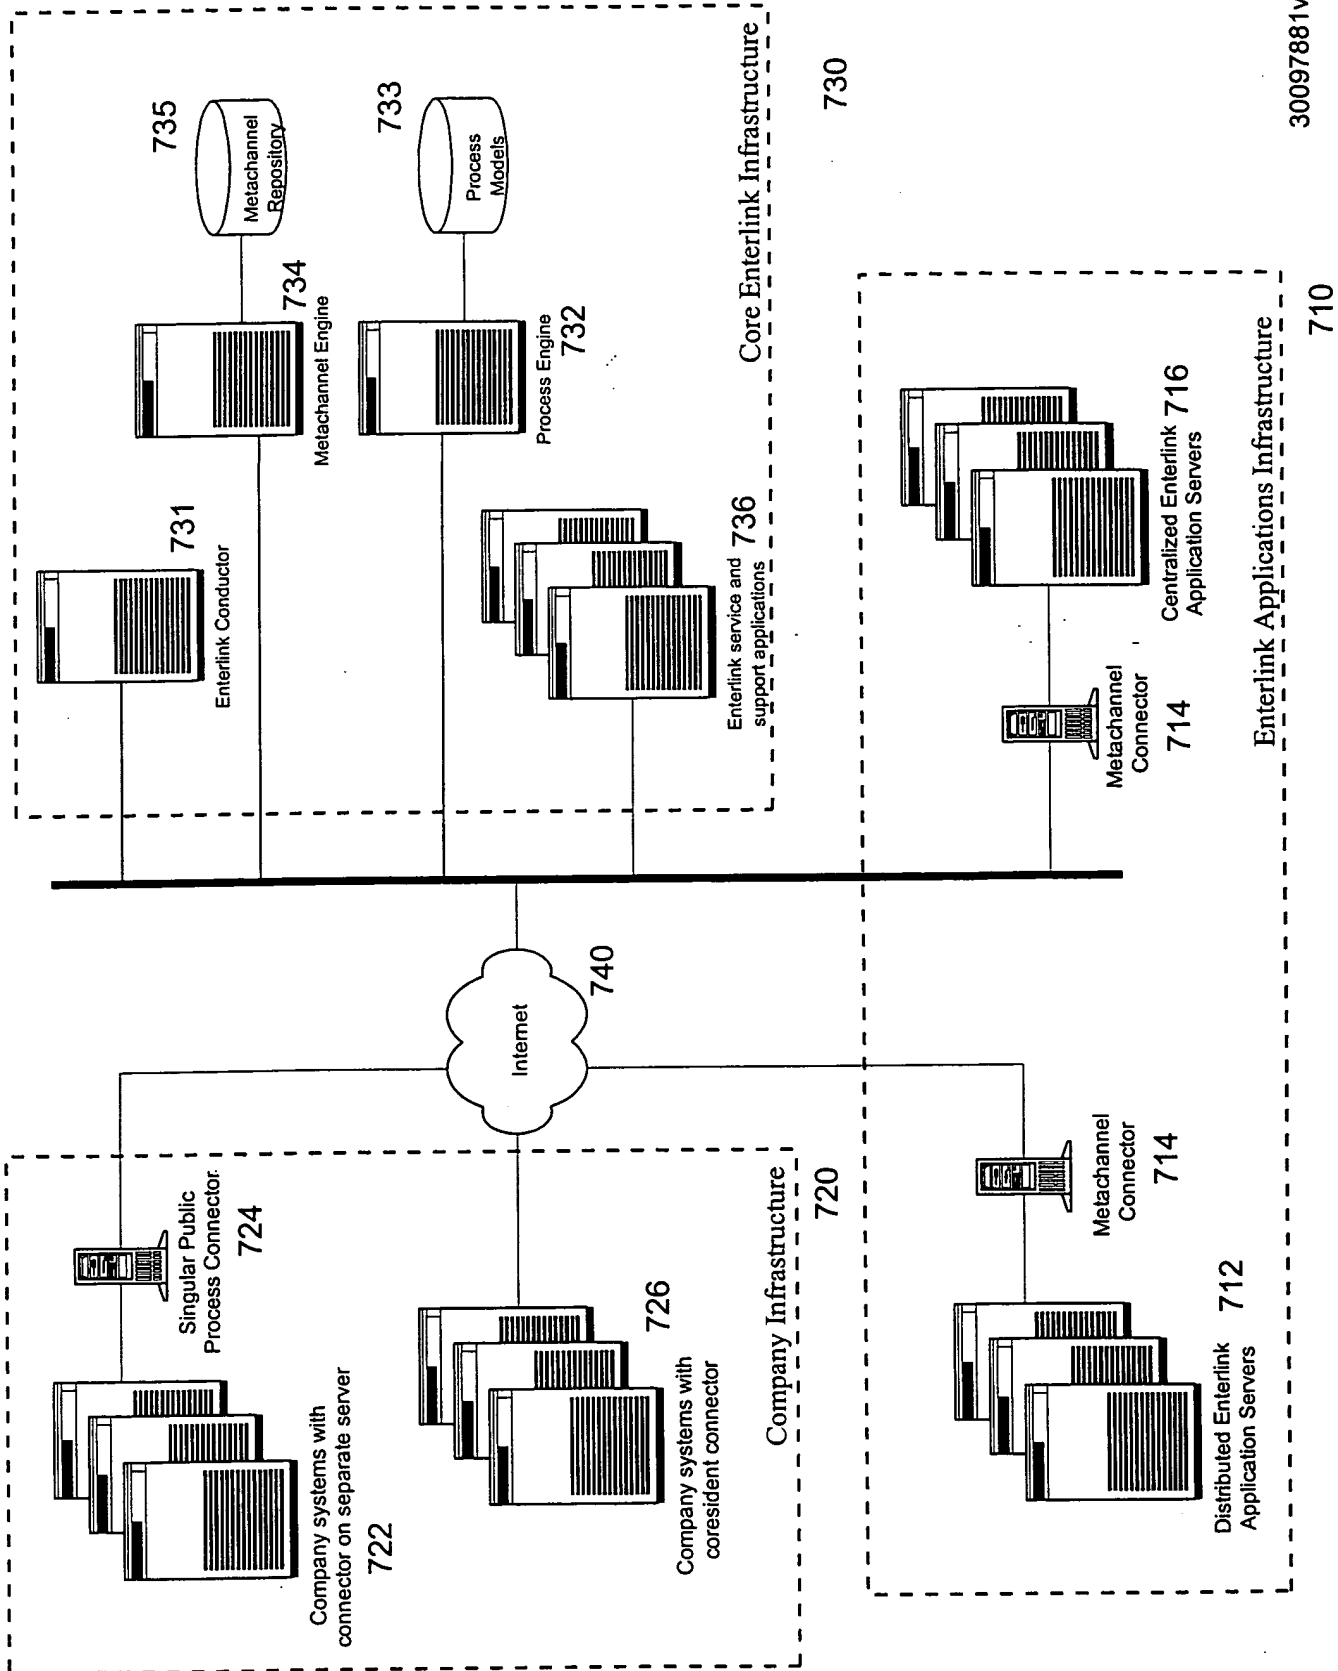 Company systems with
connector on separate server
722
Singular Public
Process Connector
724
Company systems with
coresident connector
726
Company Infrastructure
720
Internet
740
Enterlink Conductor
731
Metachannel Engine
734
Metachannel
Repository
735
Process Engine
732
Process
Models
733
Enterlink service and
support applications
736
Core Enterlink Infrastructure
730
Distributed Enterlink
Application Servers
712
Metachannel
Connector
714
Metachannel
Connector
714
Centralized Enterlink
Application Servers
716
Enterlink Applications Infrastructure
710
30097881v